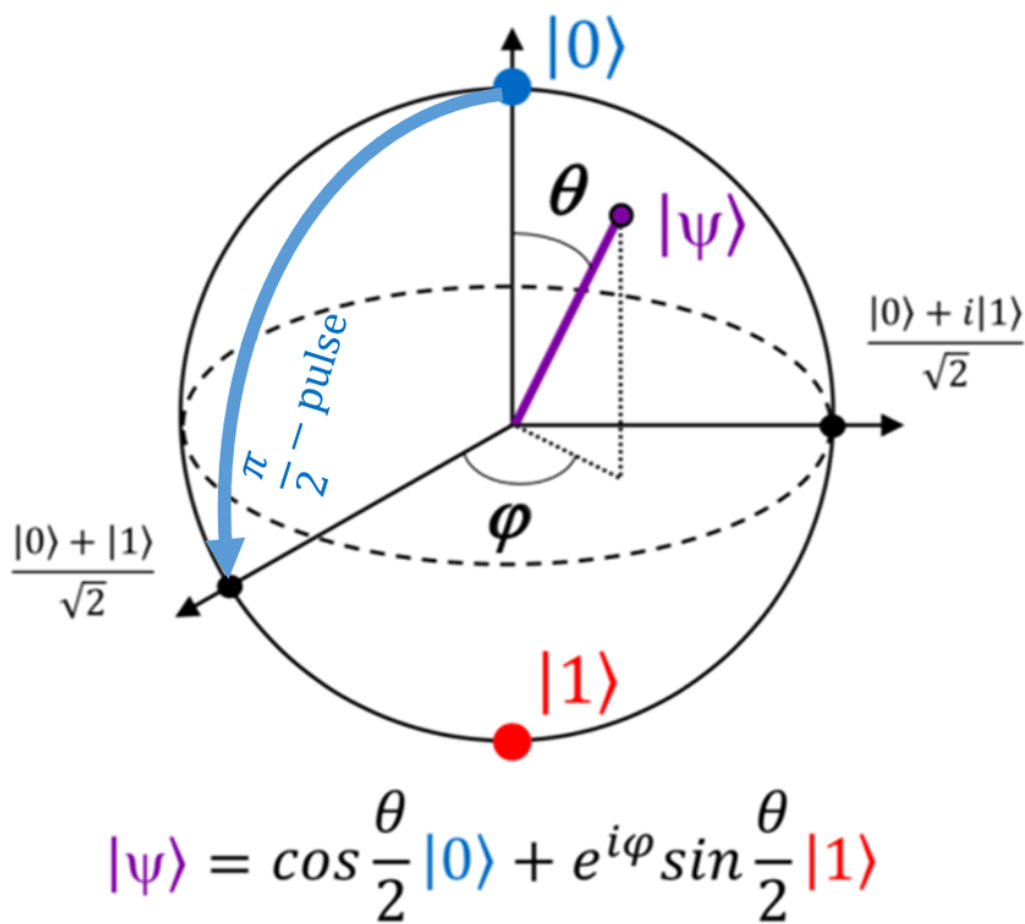 |0⟩
θ
|ψ⟩
(|0⟩ + i|1⟩)/√2
π/2 − pulse
φ
(|0⟩ + |1⟩)/√2
|1⟩
|ψ⟩ = cos θ/2 |0⟩ + e^{iφ} sin θ/2 |1⟩